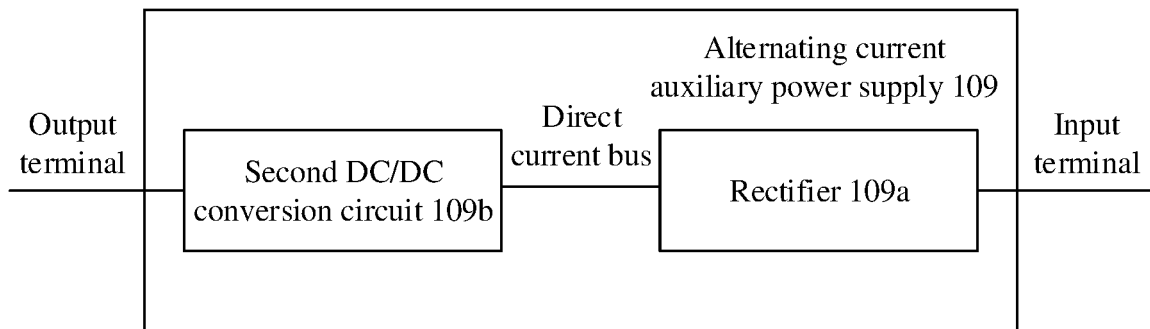 Alternating current
auxiliary power supply 109
Output
terminal
Second DC/DC
conversion circuit 109b
Direct
current bus
Rectifier 109a
Input
terminal